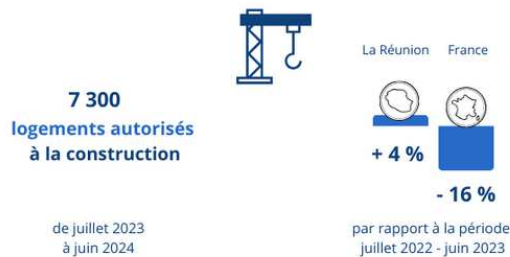 La Réunion France
7 300
logements autorisés
à la construction
+ 4 %
- 16 %
de juillet 2023
à juin 2024
par rapport à la période
juillet 2022 - juin 2023